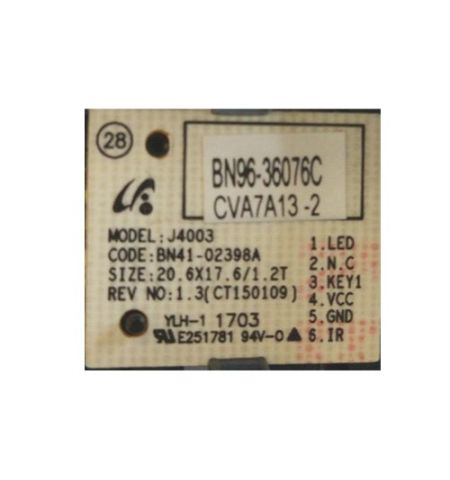 28
BN96-36076C
CVA7A13 -2
MODEL:J4003
CODE:BN41-02398A
SIZE:20.6X17.6/1.2T
REV NO:1.3(CT150109)
1.LED
2.N.C
3.KEY1
4.VCC
5.GND
6.IR
YLH-1 1703
E251781 94V-0